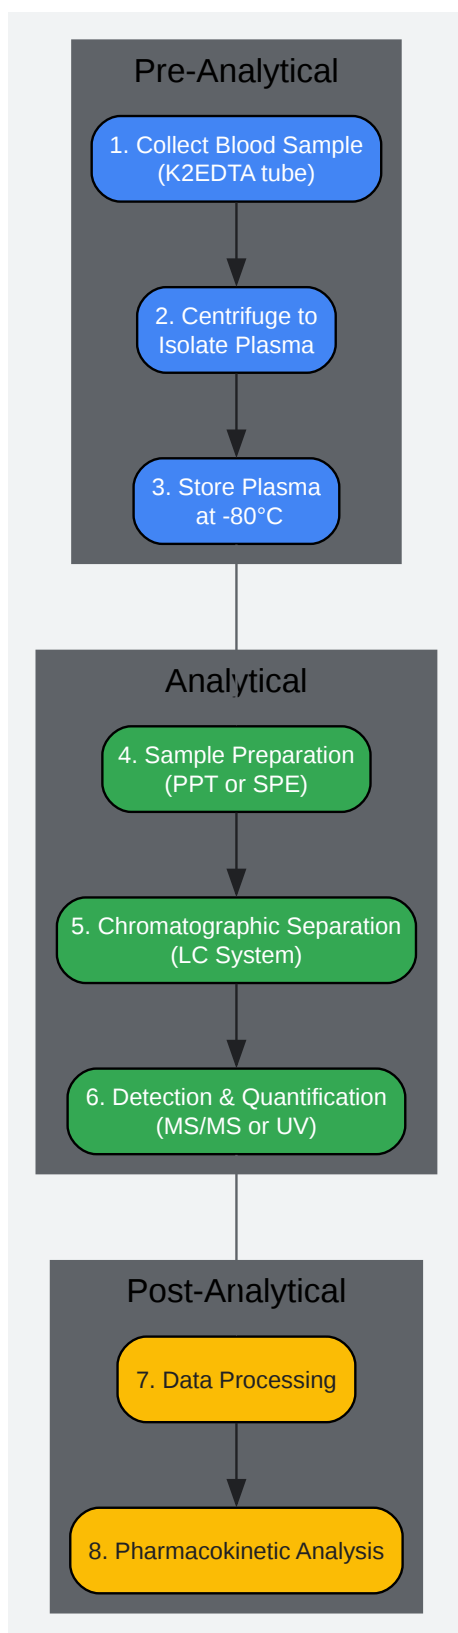 Pre-Analytical
1. Collect Blood Sample
(K2EDTA tube)
2. Centrifuge to
Isolate Plasma
3. Store Plasma
at -80°C
Analytical
4. Sample Preparation
(PPT or SPE)
5. Chromatographic Separation
(LC System)
6. Detection & Quantification
(MS/MS or UV)
Post-Analytical
7. Data Processing
8. Pharmacokinetic Analysis